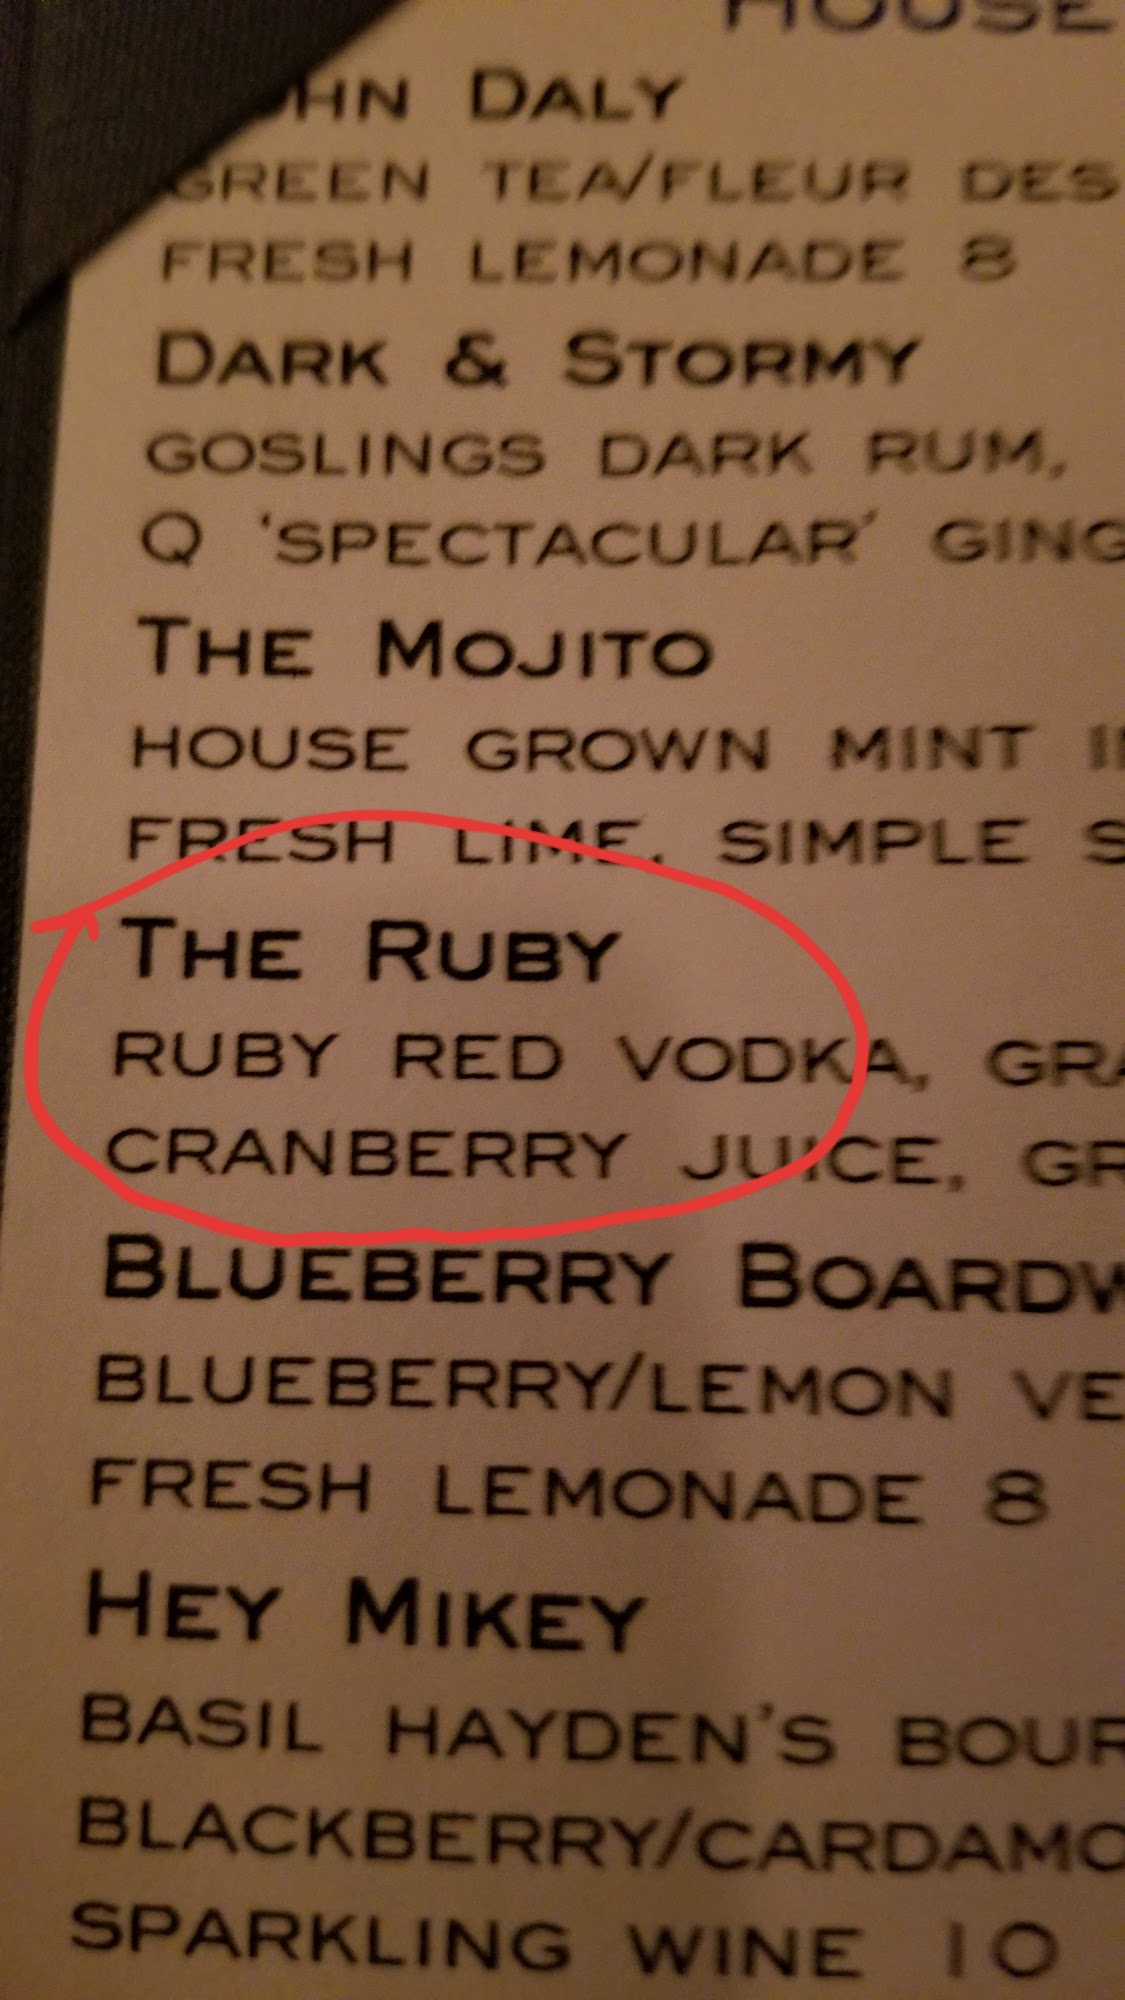 HOUSE
HN DALY
GREEN TEA/FLEUR DES
FRESH LEMONADE 8
DARK & STORMY
GOSLINGS DARK RUM,
Q 'SPECTACULAR' GING
THE MOJITO
HOUSE GROWN MINT I
FRESH LIME, SIMPLE S
THE RUBY
RUBY RED VODKA, GRA
CRANBERRY JUICE, GR
BLUEBERRY BOARDW
BLUEBERRY/LEMON VE
FRESH LEMONADE 8
HEY MIKEY
BASIL HAYDEN'S BOUR
BLACKBERRY/CARDAMO
SPARKLING WINE 10